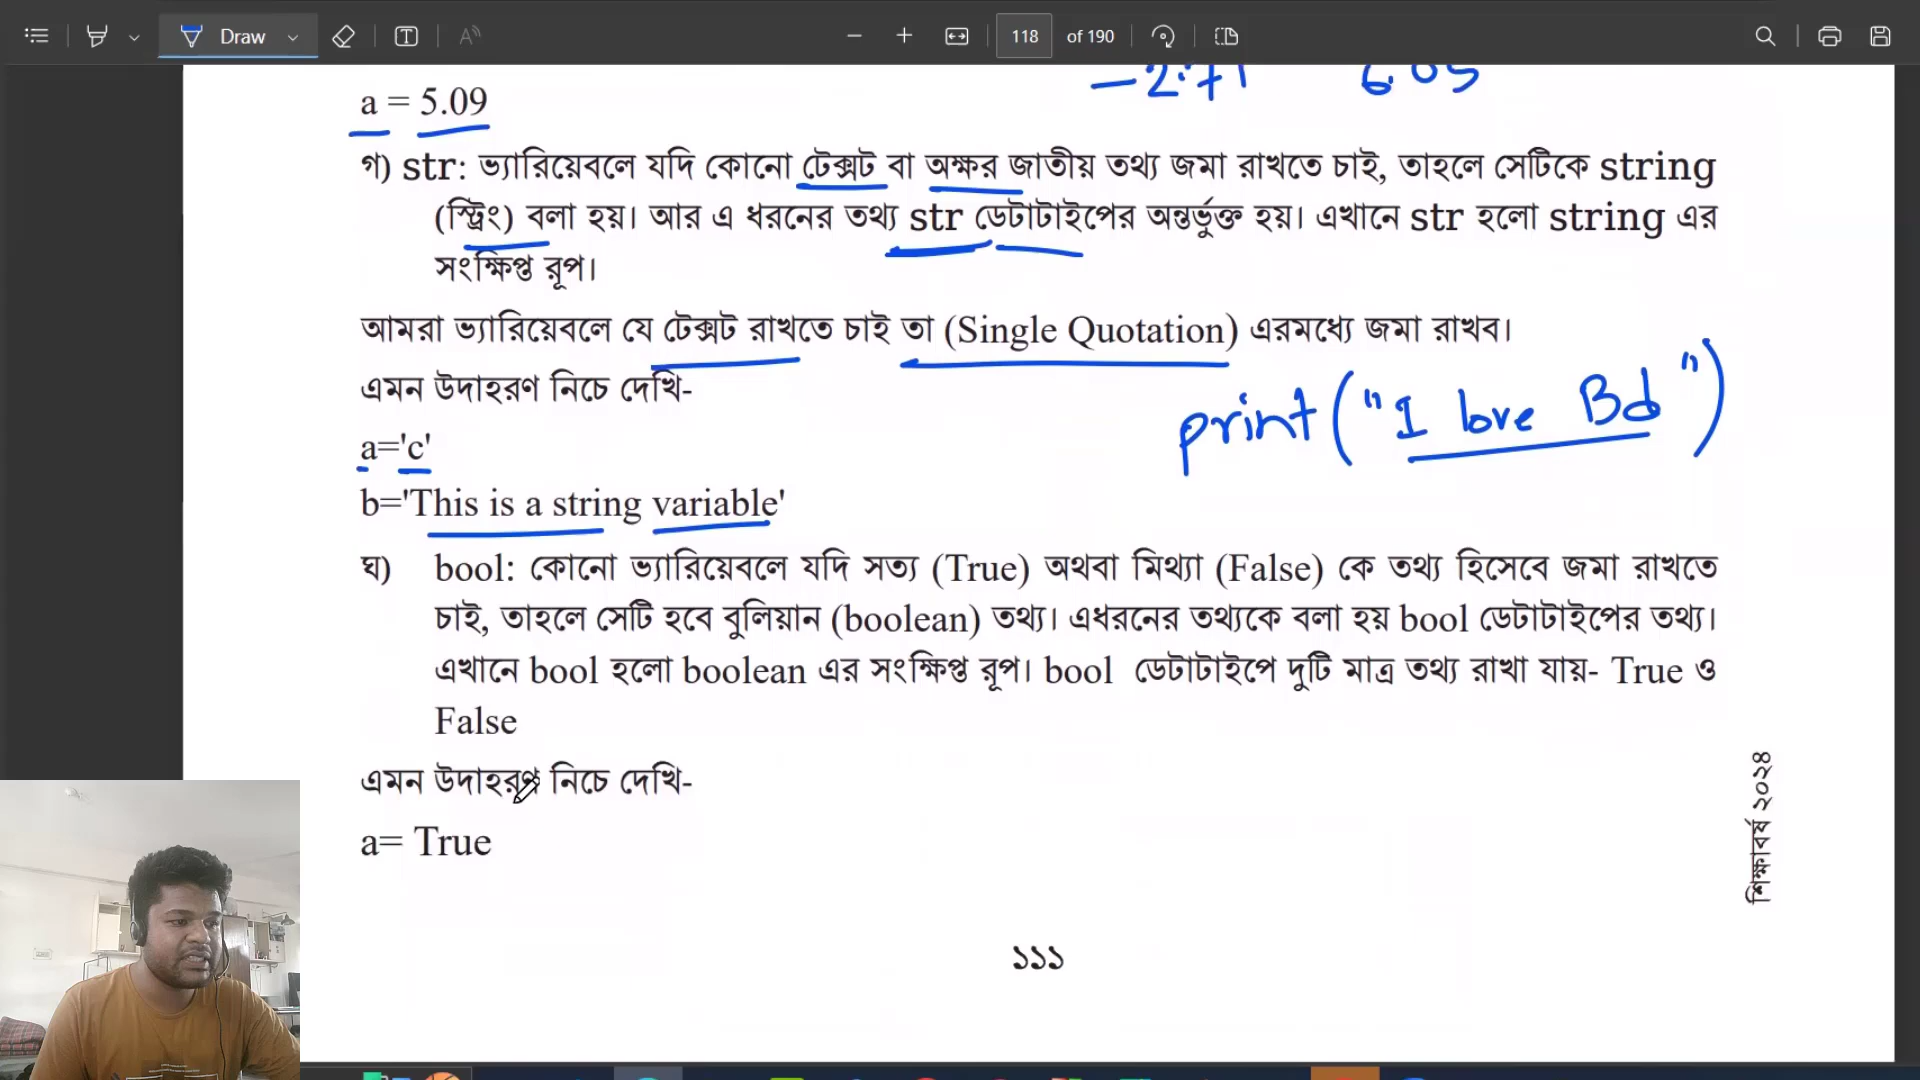 Draw 118 of 190
-2.71 6.05
a = 5.09
গ) str: ভ্যারিয়েবলে যদি কোনো টেক্সট বা অক্ষর জাতীয় তথ্য জমা রাখতে চাই, তাহলে সেটিকে string
(স্ট্রিং) বলা হয়। আর এ ধরনের তথ্য str ডেটাটাইপের অন্তর্ভুক্ত হয়। এখানে str হলো string এর
সংক্ষিপ্ত রূপ।
আমরা ভ্যারিয়েবলে যে টেক্সট রাখতে চাই তা (Single Quotation) এরমধ্যে জমা রাখব।
এমন উদাহরণ নিচে দেখি-
print ("I love Bd")
a='c'
b='This is a string variable'
ঘ) bool: কোনো ভ্যারিয়েবলে যদি সত্য (True) অথবা মিথ্যা (False) কে তথ্য হিসেবে জমা রাখতে
চাই, তাহলে সেটি হবে বুলিয়ান (boolean) তথ্য। এধরনের তথ্যকে বলা হয় bool ডেটাটাইপের তথ্য।
এখানে bool হলো boolean এর সংক্ষিপ্ত রূপ। bool ডেটাটাইপে দুটি মাত্র তথ্য রাখা যায়- True ও
False
এমন উদাহরণ নিচে দেখি-
a= True
শিক্ষাবর্ষ ২০২৪
১১১